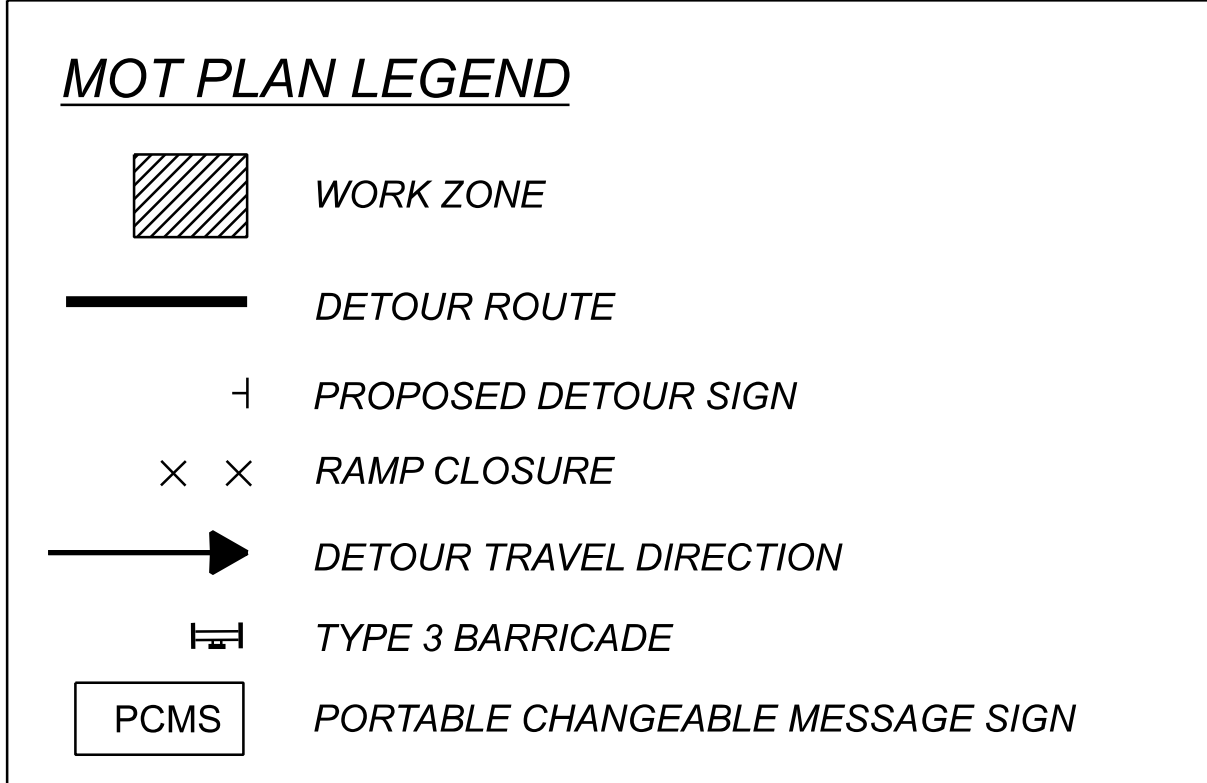 MOT PLAN LEGEND
WORK ZONE
DETOUR ROUTE
PROPOSED DETOUR SIGN
RAMP CLOSURE
DETOUR TRAVEL DIRECTION
TYPE 3 BARRICADE
PCMS PORTABLE CHANGEABLE MESSAGE SIGN